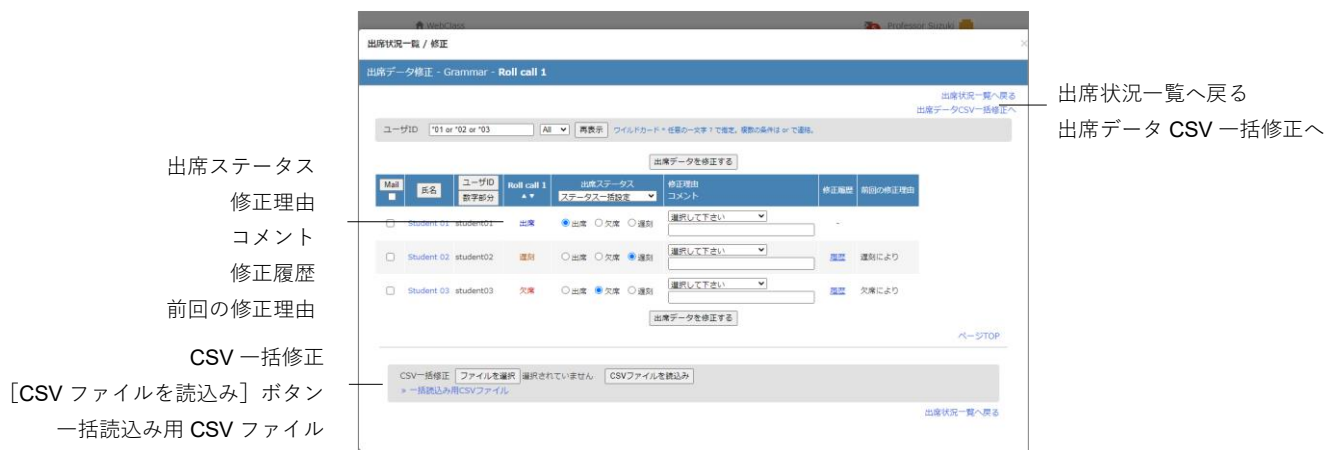 WebClass
Professor Suzuki
出席状況一覧 / 修正
×
出席データ修正 - Grammar - Roll call 1
出席状況一覧へ戻る
出席データCSV一括修正へ
ユーザID *01 or *02 or *03 All 再表示 ワイルドカード * 任意の一文字 ? で指定。複数の条件は or で連結。
出席データを修正する
Mail 氏名 ユーザID 数字部分 Roll call 1 ▲▼ 出席ステータス ステータス一括設定 修正理由 コメント 修正履歴 前回の修正理由
Student 01 student01 出席 出席 欠席 遅刻 選択して下さい -
Student 02 student02 遅刻 出席 欠席 遅刻 選択して下さい 履歴 遅刻により
Student 03 student03 欠席 出席 欠席 遅刻 選択して下さい 履歴 欠席により
出席データを修正する
ページTOP
CSV一括修正 ファイルを選択 選択されていません CSVファイルを読込み
» 一括読込み用CSVファイル
出席状況一覧へ戻る
出席ステータス
修正理由
コメント
修正履歴
前回の修正理由
CSV 一括修正
［CSV ファイルを読込み］ボタン
一括読込み用 CSV ファイル
出席状況一覧へ戻る
出席データ CSV 一括修正へ